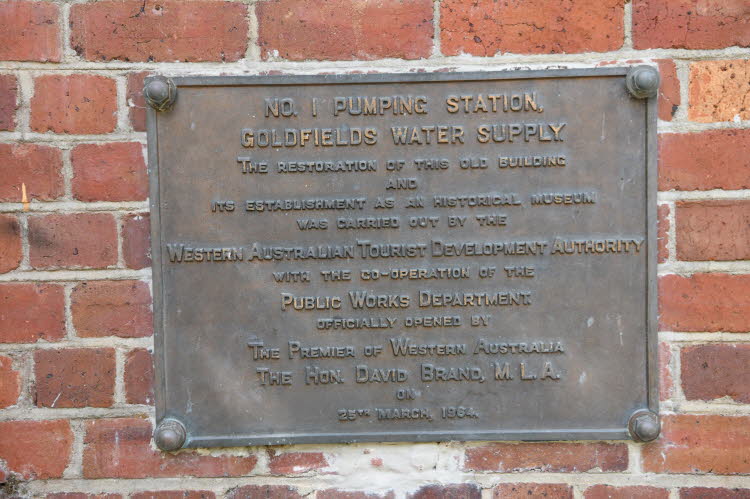 NO. 1 PUMPING STATION,
GOLDFIELDS WATER SUPPLY.
THE RESTORATION OF THIS OLD BUILDING
AND
ITS ESTABLISHMENT AS AN HISTORICAL MUSEUM
WAS CARRIED OUT BY THE
WESTERN AUSTRALIAN TOURIST DEVELOPMENT AUTHORITY
WITH THE CO-OPERATION OF THE
PUBLIC WORKS DEPARTMENT.
OFFICIALLY OPENED BY
THE PREMIER OF WESTERN AUSTRALIA
THE HON. DAVID BRAND, M.L.A.
ON
25TH MARCH, 1964.